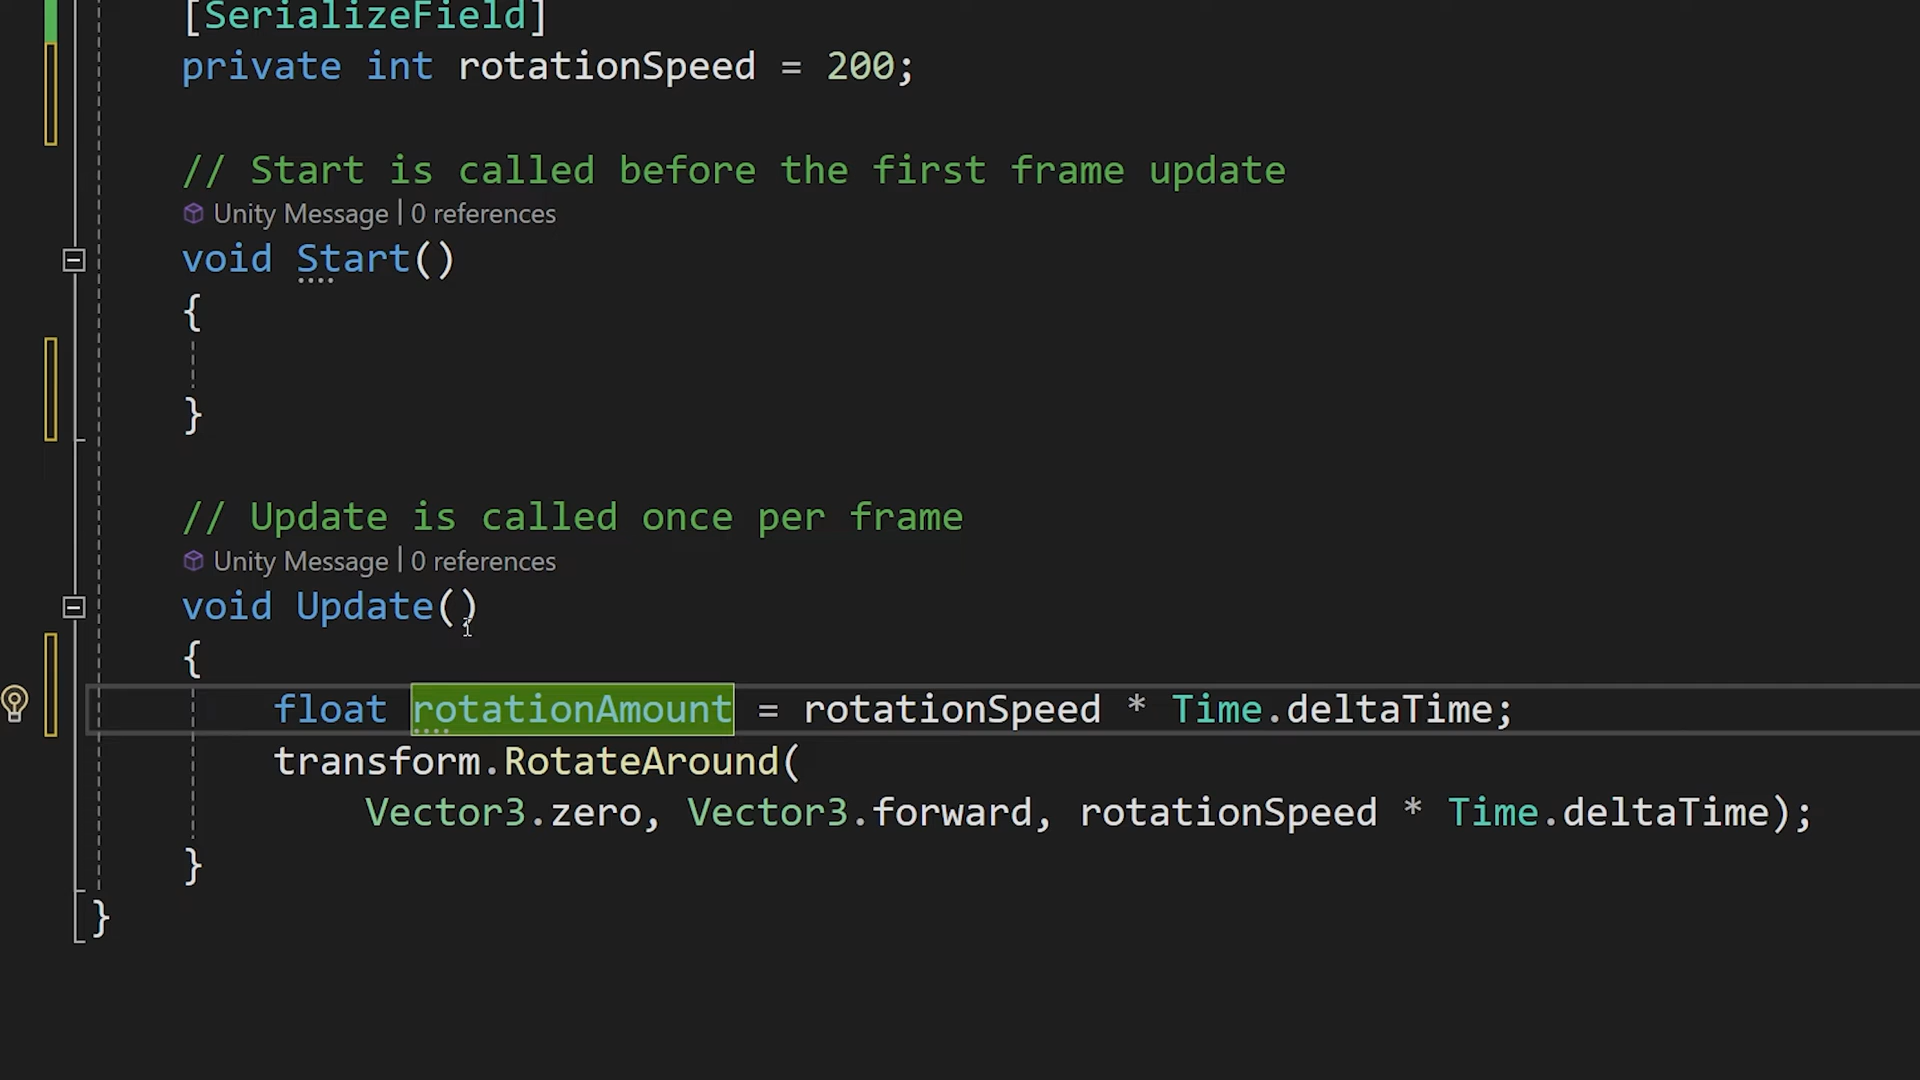 [SerializeField]
private int rotationSpeed = 200;
// Start is called before the first frame update
Unity Message | 0 references
void Start()
{
}
// Update is called once per frame
Unity Message | 0 references
void Update()
{
float rotationAmount = rotationSpeed * Time.deltaTime;
transform.RotateAround(
Vector3.zero, Vector3.forward, rotationSpeed * Time.deltaTime);
}
}